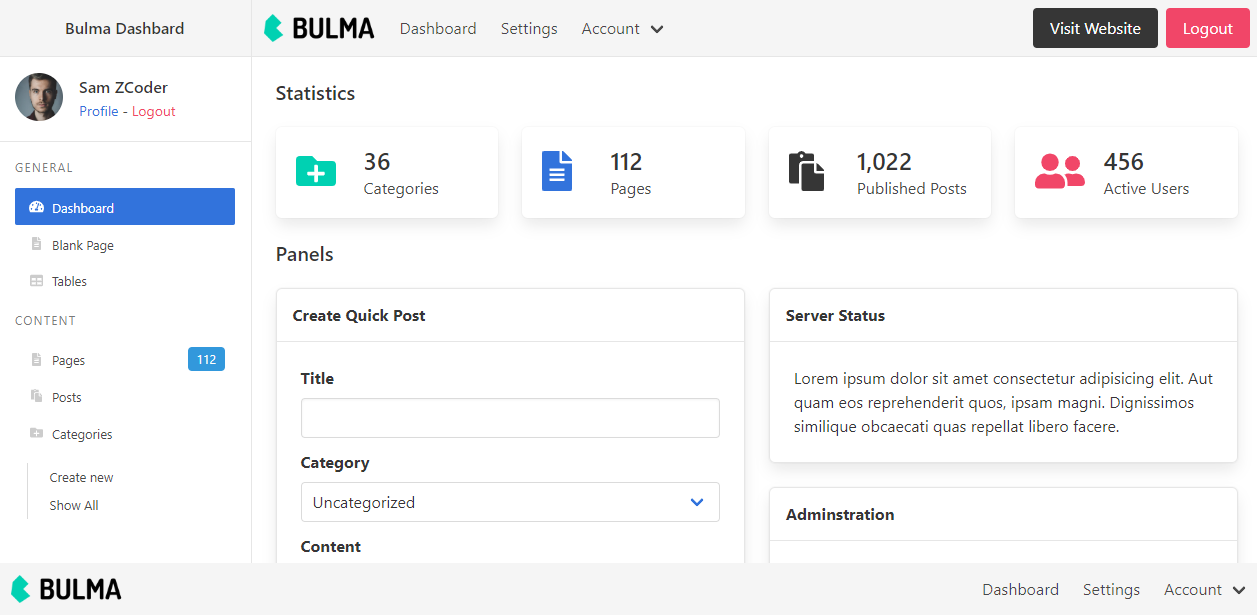 Bulma Dashbard
BULMA Dashboard Settings Account Visit Website Logout
Sam ZCoder
Profile - Logout
GENERAL
Dashboard
Blank Page
Tables
CONTENT
Pages 112
Posts
Categories
Create new
Show All
Statistics
36
Categories
112
Pages
1,022
Published Posts
456
Active Users
Panels
Create Quick Post
Title
Category
Uncategorized
Content
Server Status
Lorem ipsum dolor sit amet consectetur adipisicing elit. Aut
quam eos reprehenderit quos, ipsam magni. Dignissimos
similique obcaecati quas repellat libero facere.
Adminstration
BULMA Dashboard Settings Account